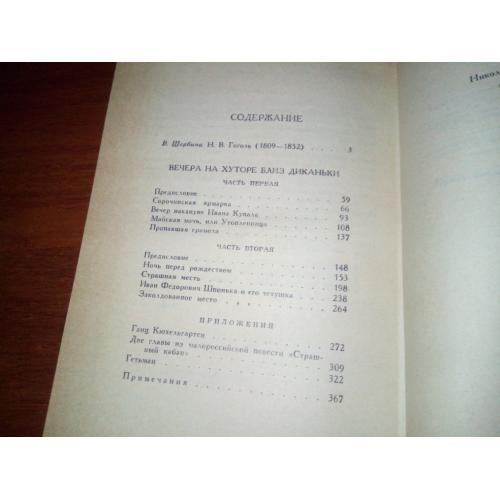 СОДЕРЖАНИЕ
В. Щербина. Н. В. Гоголь (1809—1852) . . . . . 3
ВЕЧЕРА НА ХУТОРЕ БЛИЗ ДИКАНЬКИ
ЧАСТЬ ПЕРВАЯ
Предисловие 59
Сорочинская ярмарка 66
Вечер накануне Ивана Купала 93
Майская ночь, или Утопленница 108
Пропавшая грамота 137
ЧАСТЬ ВТОРАЯ
Предисловие 148
Ночь перед рождеством 153
Страшная месть 198
Иван Федорович Шпонька и его тетушка 238
Заколдованное место 264
ПРИЛОЖЕНИЯ
Ганц Кюхельгартен 272
Две главы из малороссийской повести «Страш-
ный кабан» 309
Гетьман 322
Примечания 367